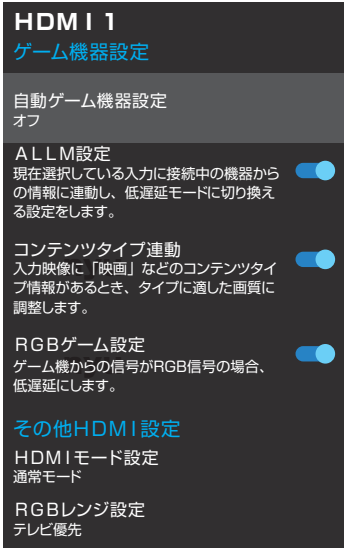 HDMI1
ゲーム機器設定
自動ゲーム機器設定
オフ
ALLM設定
現在選択している入力に接続中の機器から
の情報に連動し、低遅延モードに切り換え
る設定をします。
コンテンツタイプ連動
入力映像に「映画」などのコンテンツタイ
プ情報があるとき、タイプに適した画質に
調整します。
RGBゲーム設定
ゲーム機からの信号がRGB信号の場合、
低遅延にします。
その他HDMI設定
HDMIモード設定
通常モード
RGBレンジ設定
テレビ優先